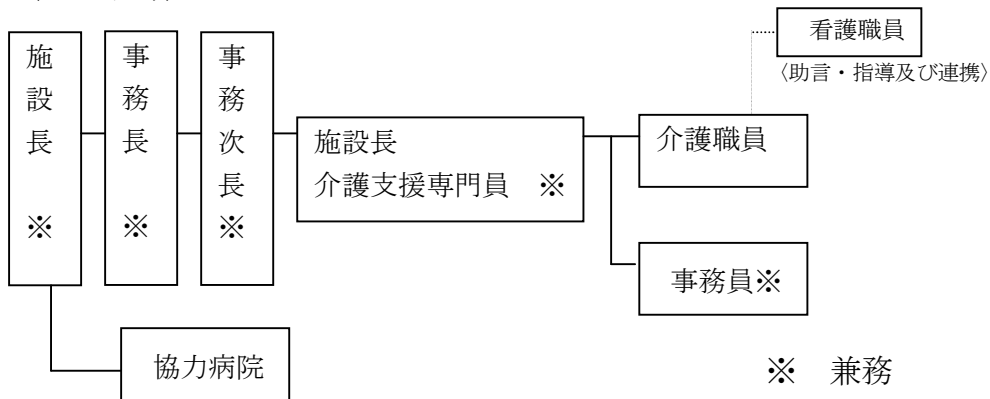 施設長 ※
事務長 ※
事務次長 ※
施設長
介護支援専門員 ※
看護職員
〈助言・指導及び連携〉
介護職員
事務員※
協力病院
※ 兼務